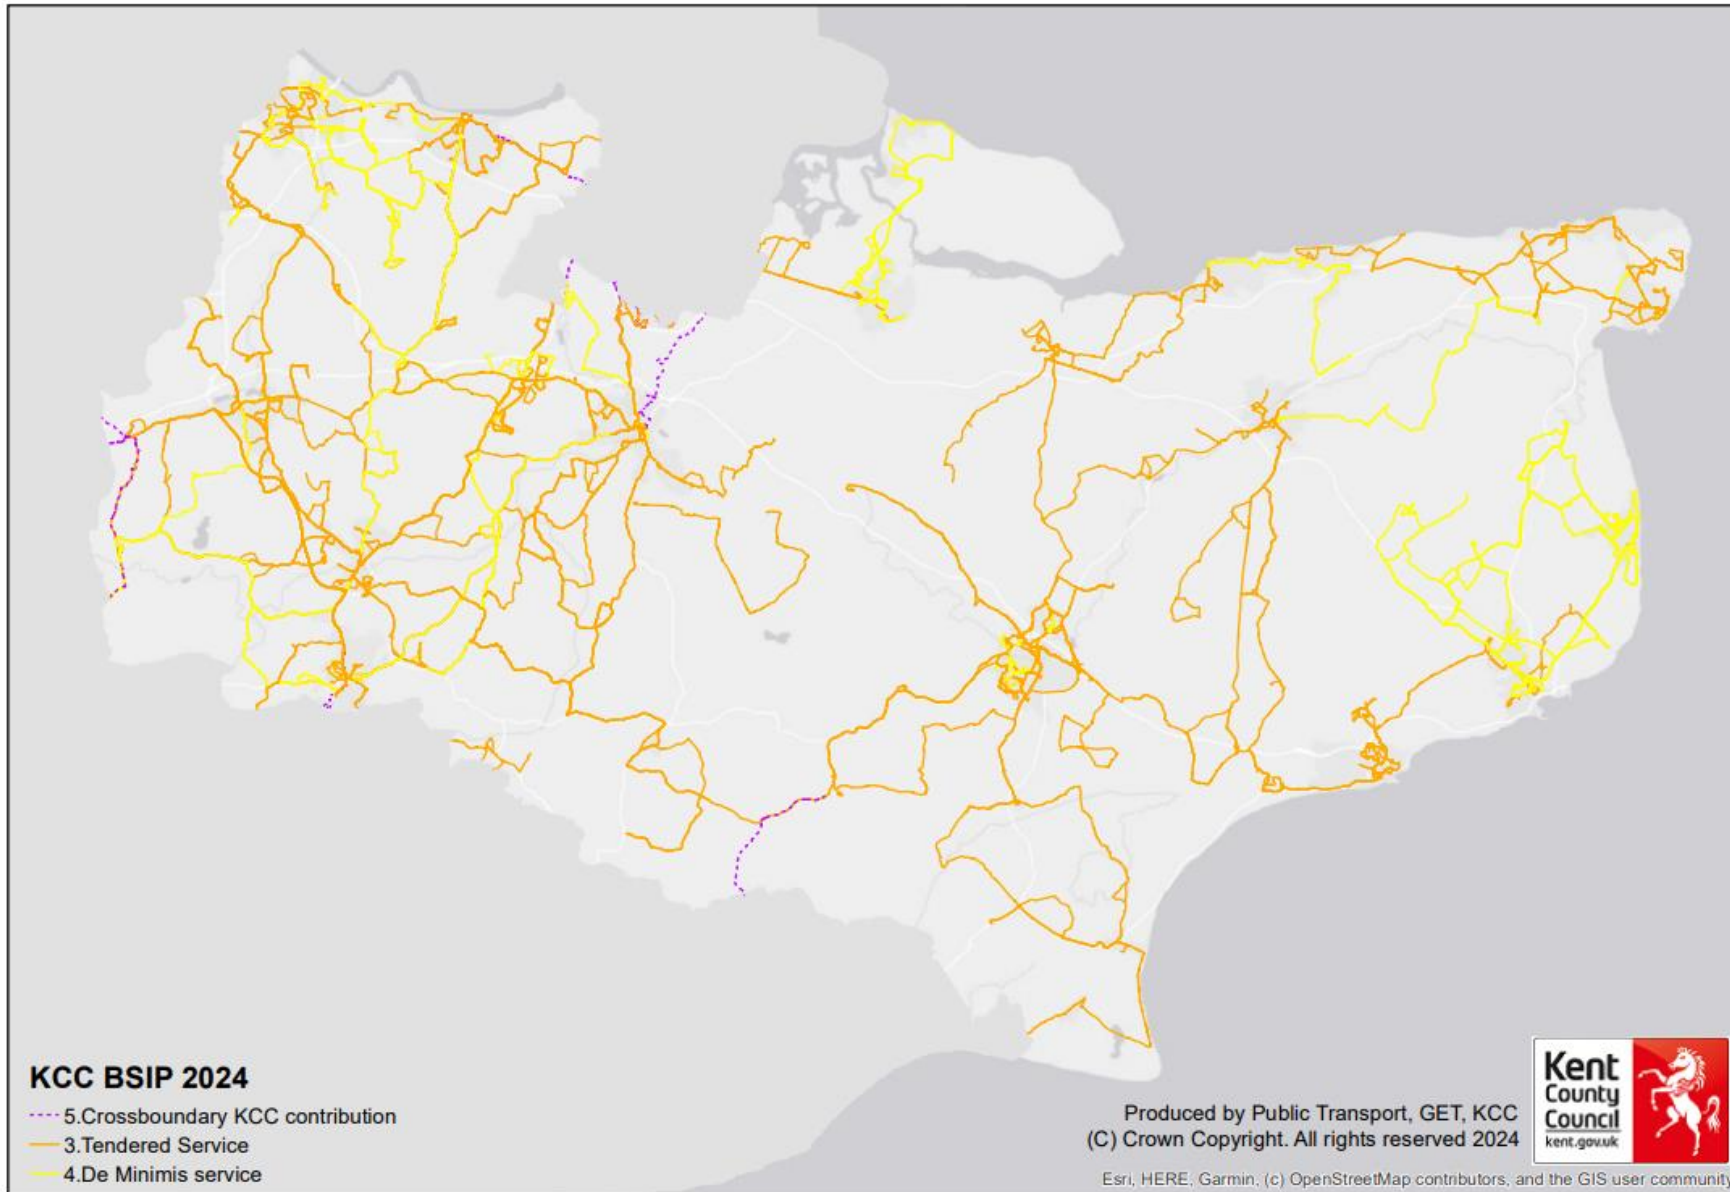 KCC BSIP 2024
5.Crossboundary KCC contribution
3.Tendered Service
4.De Minimis service
Produced by Public Transport, GET, KCC
(C) Crown Copyright. All rights reserved 2024
Kent
County
Council
kent.gov.uk
Esri, HERE, Garmin, (c) OpenStreetMap contributors, and the GIS user community